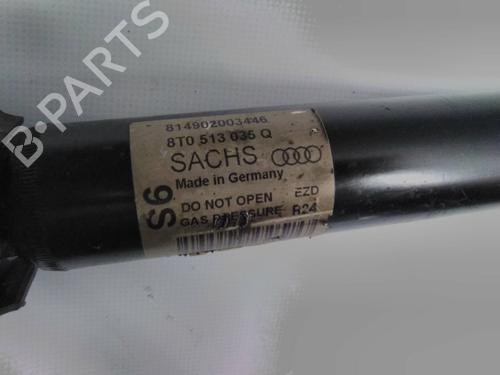 814902003446
8T0 513 035 Q
SACHS
Made in Germany
DO NOT OPEN EZD
GAS PRESSURE R24
S6
B-PARTS